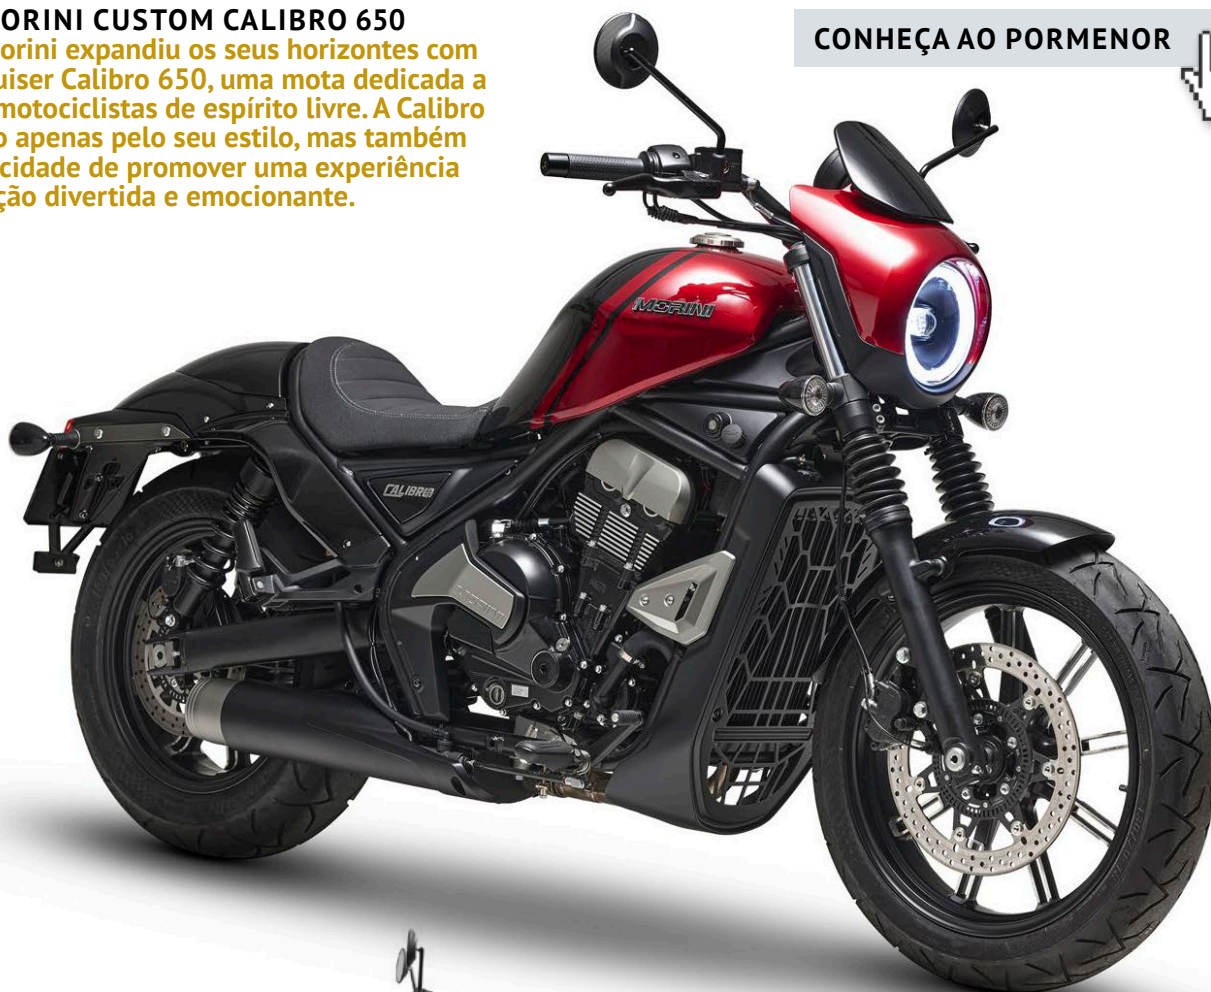 ORINI CUSTOM CALIBRO 650
orini expandiu os seus horizontes com
uiser Calibro 650, uma mota dedicada a
motociclistas de espírito livre. A Calibro
o apenas pelo seu estilo, mas também
cidade de promover uma experiência
ção divertida e emocionante.
CONHEÇA AO PORMENOR
MORINI
CALIBRO
MORINI